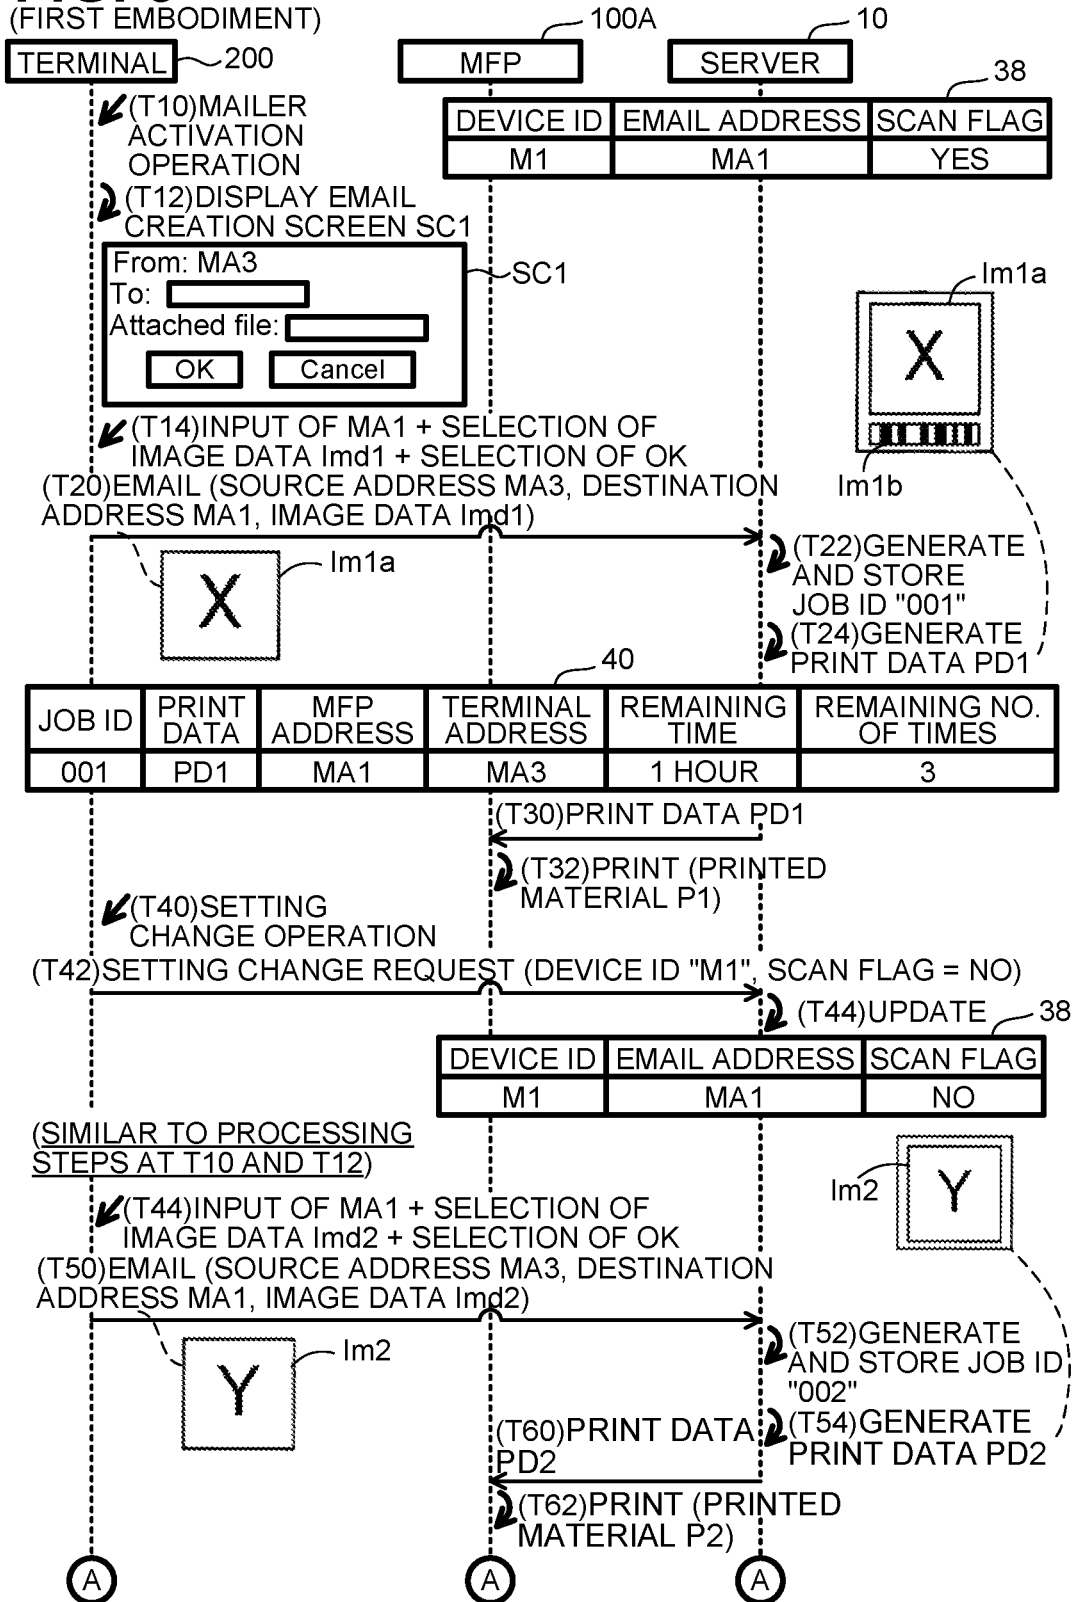 (FIRST EMBODIMENT)
TERMINAL 200
MFP 100A
SERVER 10
38
DEVICE ID EMAIL ADDRESS SCAN FLAG
M1 MA1 YES
(T10)MAILER
ACTIVATION
OPERATION
(T12)DISPLAY EMAIL
CREATION SCREEN SC1
From: MA3
To:
Attached file:
OK Cancel
SC1
Im1a
X
Im1b
(T14)INPUT OF MA1 + SELECTION OF
IMAGE DATA Imd1 + SELECTION OF OK
(T20)EMAIL (SOURCE ADDRESS MA3, DESTINATION
ADDRESS MA1, IMAGE DATA Imd1)
X
Im1a
(T22)GENERATE
AND STORE
JOB ID "001"
(T24)GENERATE
PRINT DATA PD1
40
JOB ID PRINT DATA MFP ADDRESS TERMINAL ADDRESS REMAINING TIME REMAINING NO. OF TIMES
001 PD1 MA1 MA3 1 HOUR 3
(T30)PRINT DATA PD1
(T32)PRINT (PRINTED
MATERIAL P1)
(T40)SETTING
CHANGE OPERATION
(T42)SETTING CHANGE REQUEST (DEVICE ID "M1", SCAN FLAG = NO)
(T44)UPDATE
38
DEVICE ID EMAIL ADDRESS SCAN FLAG
M1 MA1 NO
(SIMILAR TO PROCESSING
STEPS AT T10 AND T12)
Im2
Y
(T44)INPUT OF MA1 + SELECTION OF
IMAGE DATA Imd2 + SELECTION OF OK
(T50)EMAIL (SOURCE ADDRESS MA3, DESTINATION
ADDRESS MA1, IMAGE DATA Imd2)
Y
Im2
(T52)GENERATE
AND STORE JOB ID
"002"
(T54)GENERATE
PRINT DATA PD2
(T60)PRINT DATA
PD2
(T62)PRINT (PRINTED
MATERIAL P2)
A A A